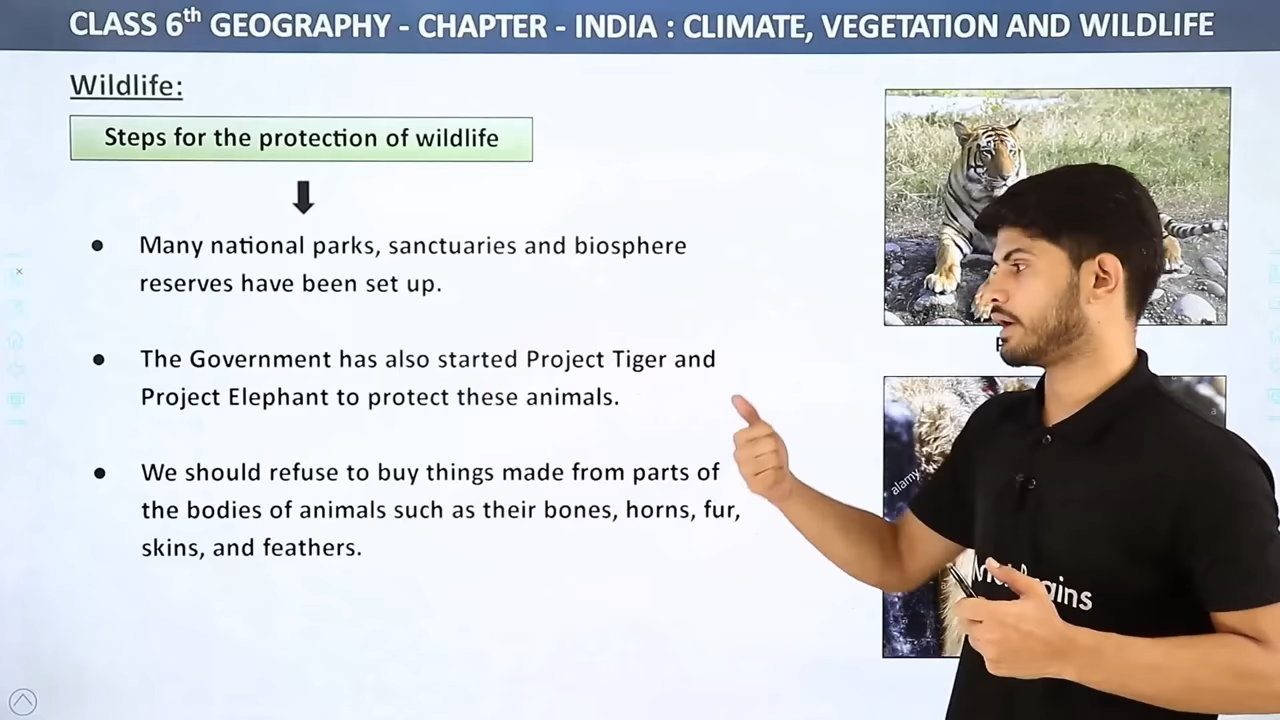 CLASS 6th GEOGRAPHY - CHAPTER - INDIA : CLIMATE, VEGETATION AND WILDLIFE
Wildlife:
Steps for the protection of wildlife
• Many national parks, sanctuaries and biosphere
reserves have been set up.
• The Government has also started Project Tiger and
Project Elephant to protect these animals.
• We should refuse to buy things made from parts of
the bodies of animals such as their bones, horns, fur,
skins, and feathers.
alamy
a